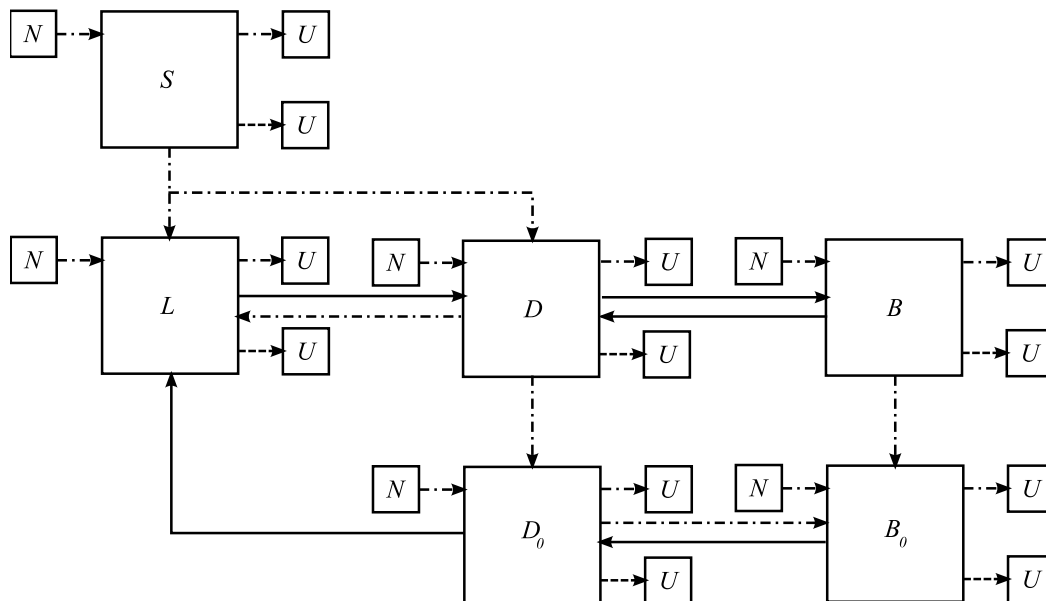 N U
S
U
N U N U N U
L D B
U U U
N U N U
D₀ B₀
U U